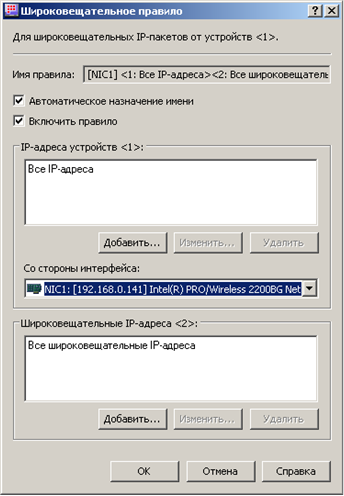 Широковещательное правило
Для широковещательных IP-пакетов от устройств <1>.
Имя правила: [NIC1] <1: Все IP-адреса><2: Все широковещатель
Автоматическое назначение имени
Включить правило
IP-адреса устройств <1>:
Все IP-адреса
Добавить... Изменить... Удалить
Со стороны интерфейса:
NIC1: [192.168.0.141] Intel(R) PRO/Wireless 2200BG Net
Широковещательные IP-адреса <2>:
Все широковещательные IP-адреса
Добавить... Изменить... Удалить
OK Отмена Справка